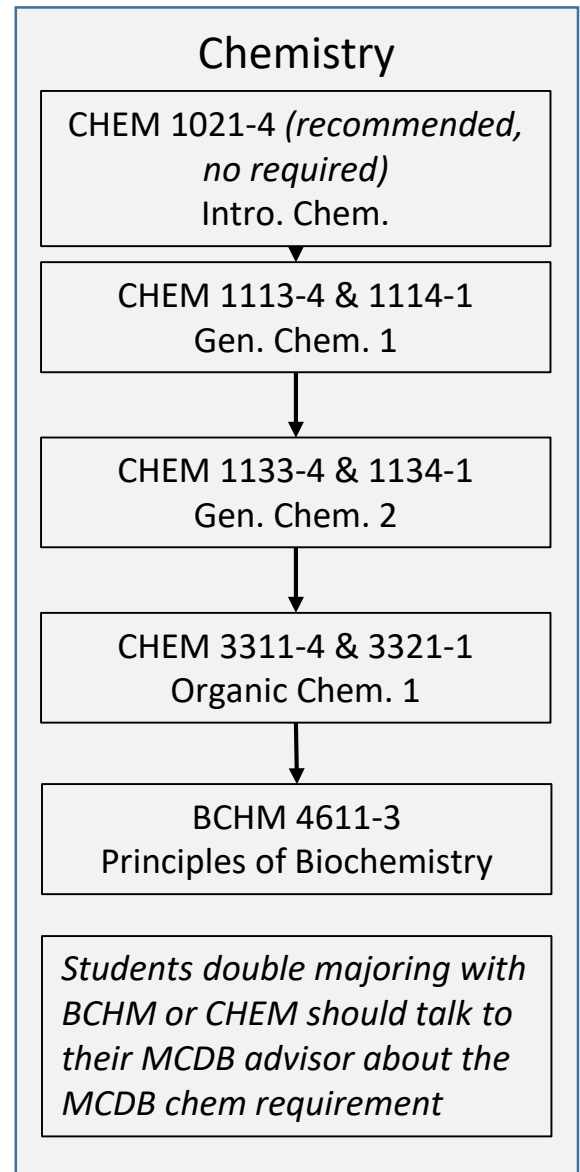 Chemistry
CHEM 1021-4 (recommended,
no required)
Intro. Chem.
CHEM 1113-4 & 1114-1
Gen. Chem. 1
CHEM 1133-4 & 1134-1
Gen. Chem. 2
CHEM 3311-4 & 3321-1
Organic Chem. 1
BCHM 4611-3
Principles of Biochemistry
Students double majoring with
BCHM or CHEM should talk to
their MCDB advisor about the
MCDB chem requirement